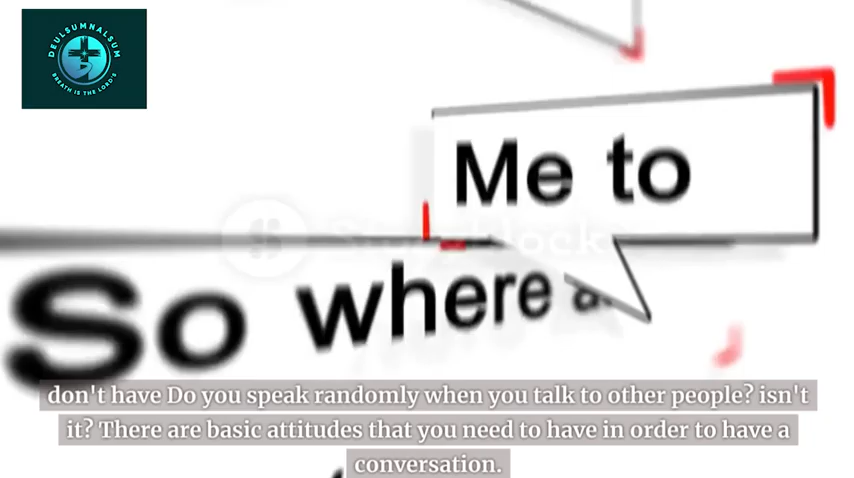 DEULSUMNALSUM
BREATH IS THE LORD'S
Me to
So where
don't have Do you speak randomly when you talk to other people? isn't
it? There are basic attitudes that you need to have in order to have a
conversation.